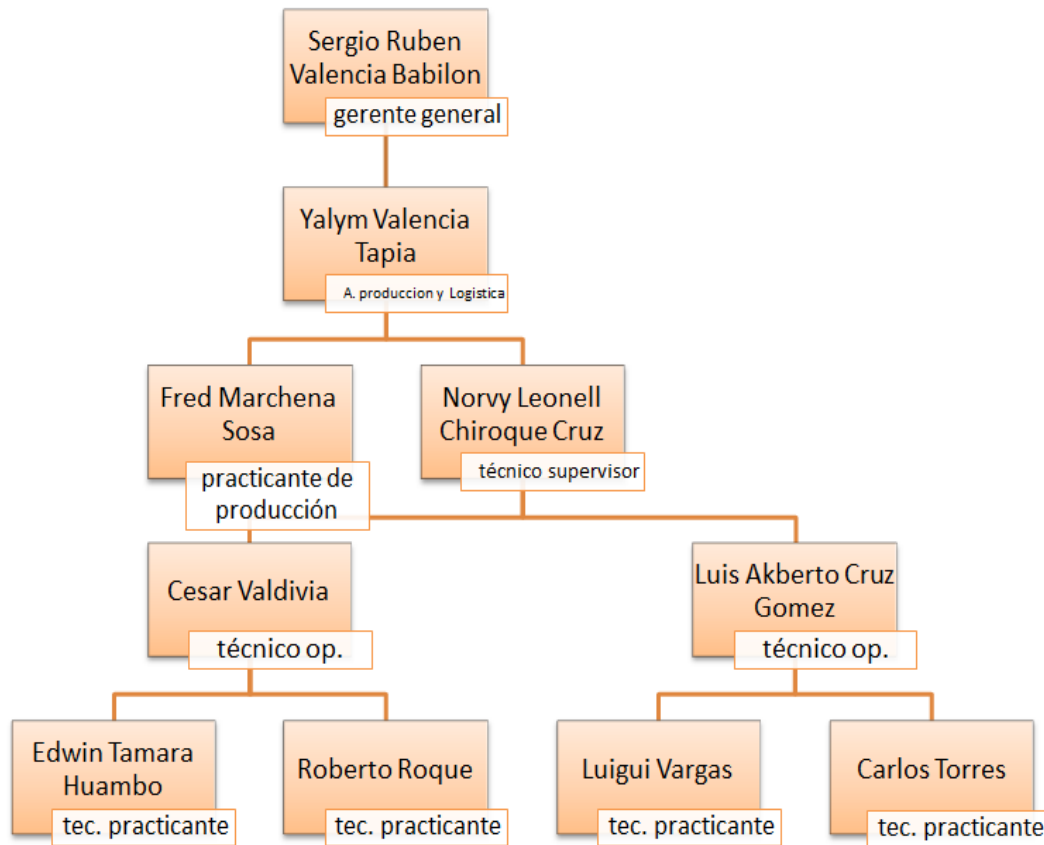 Sergio Ruben
Valencia Babilon
gerente general
Yalym Valencia
Tapia
A. produccion y Logistica
Fred Marchena
Sosa
practicante de
producción
Norvy Leonell
Chiroque Cruz
técnico supervisor
Cesar Valdivia
técnico op.
Luis Akberto Cruz
Gomez
técnico op.
Edwin Tamara
Huambo
tec. practicante
Roberto Roque
tec. practicante
Luigui Vargas
tec. practicante
Carlos Torres
tec. practicante